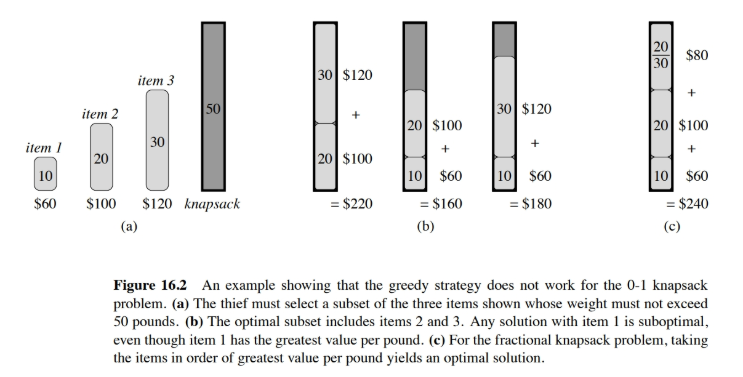 item 1
10
$60
item 2
20
$100
item 3
30
$120
50
knapsack
(a)
30 $120
+
20 $100
= $220
20 $100
+
10 $60
= $160
30 $120
+
10 $60
= $180
(b)
20
30
$80
+
20 $100
+
10 $60
= $240
(c)
Figure 16.2 An example showing that the greedy strategy does not work for the 0-1 knapsack
problem. (a) The thief must select a subset of the three items shown whose weight must not exceed
50 pounds. (b) The optimal subset includes items 2 and 3. Any solution with item 1 is suboptimal,
even though item 1 has the greatest value per pound. (c) For the fractional knapsack problem, taking
the items in order of greatest value per pound yields an optimal solution.